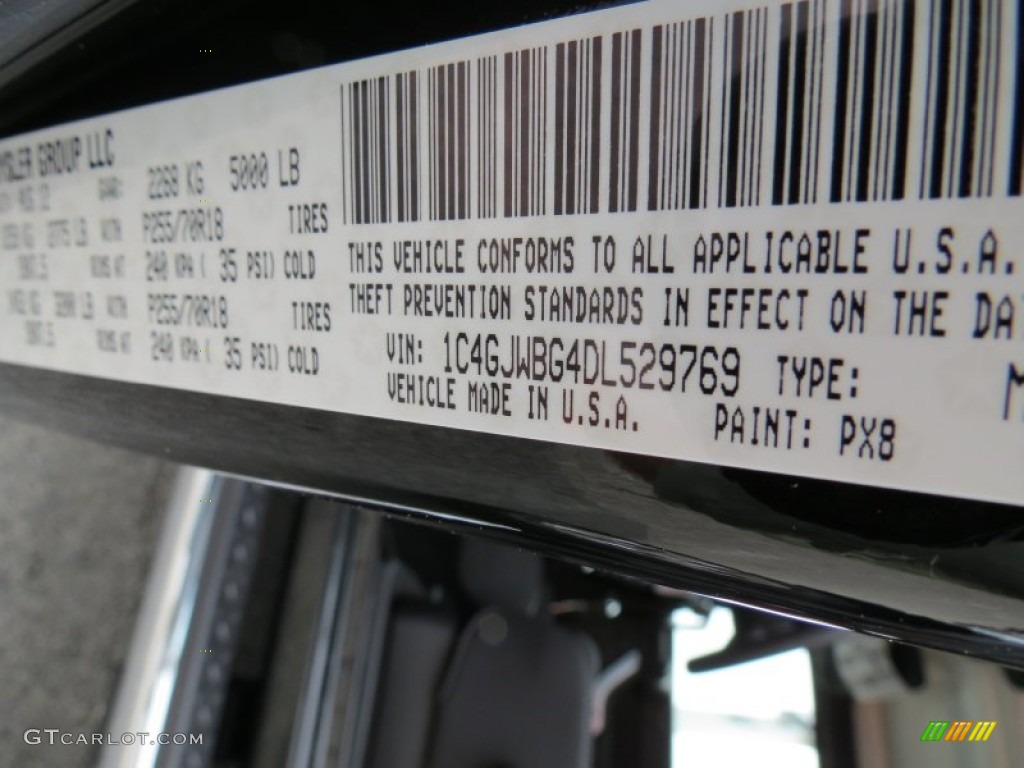 YSLER GROUP LLC
2268 KG 5000 LB
P255/70R18 TIRES
240 KPA ( 35 PSI) COLD
P255/70R18 TIRES
240 KPA ( 35 PSI) COLD
THIS VEHICLE CONFORMS TO ALL APPLICABLE U.S.A.
THEFT PREVENTION STANDARDS IN EFFECT ON THE DA
VIN: 1C4GJWBG4DL529769 TYPE: M
VEHICLE MADE IN U.S.A. PAINT: PX8
GTCARLOT.COM